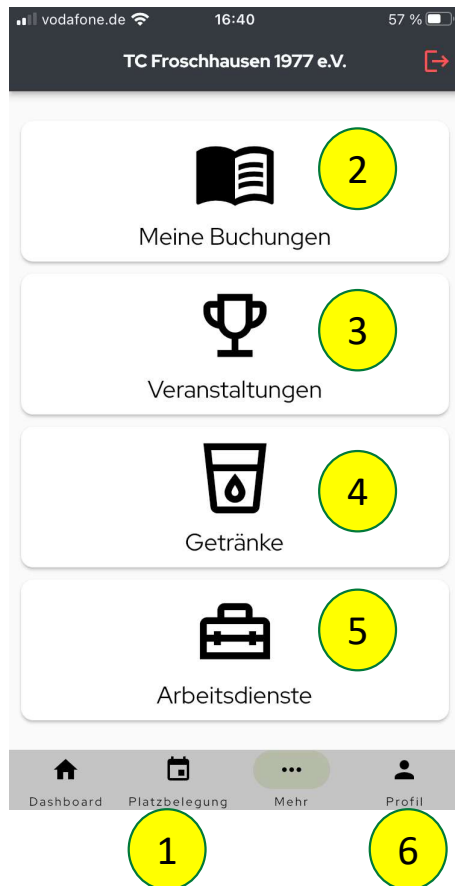 vodafone.de 16:40 57 %
TC Froschhausen 1977 e.V.
2
Meine Buchungen
3
Veranstaltungen
4
Getränke
5
Arbeitsdienste
Dashboard Platzbelegung Mehr Profil
1 6